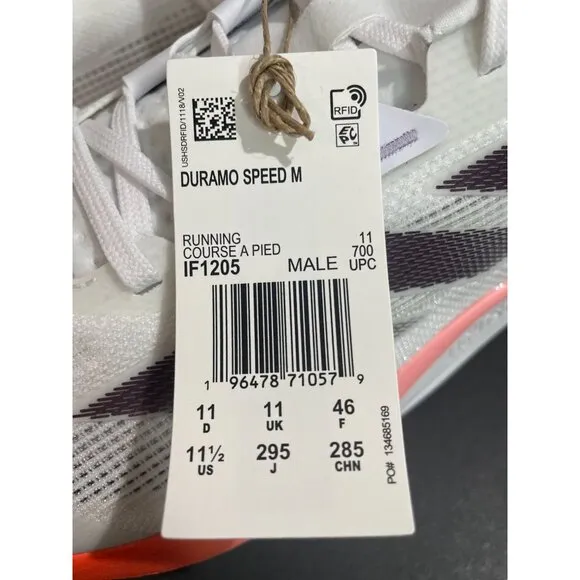 USHSDRFID/1118/V02
RFID
DURAMO SPEED M
RUNNING
COURSE A PIED
IF1205
MALE
11
700
UPC
1 96478 71057 9
11 11 46
D UK F
11½ 295 285
US J CHN
PO# 134685169